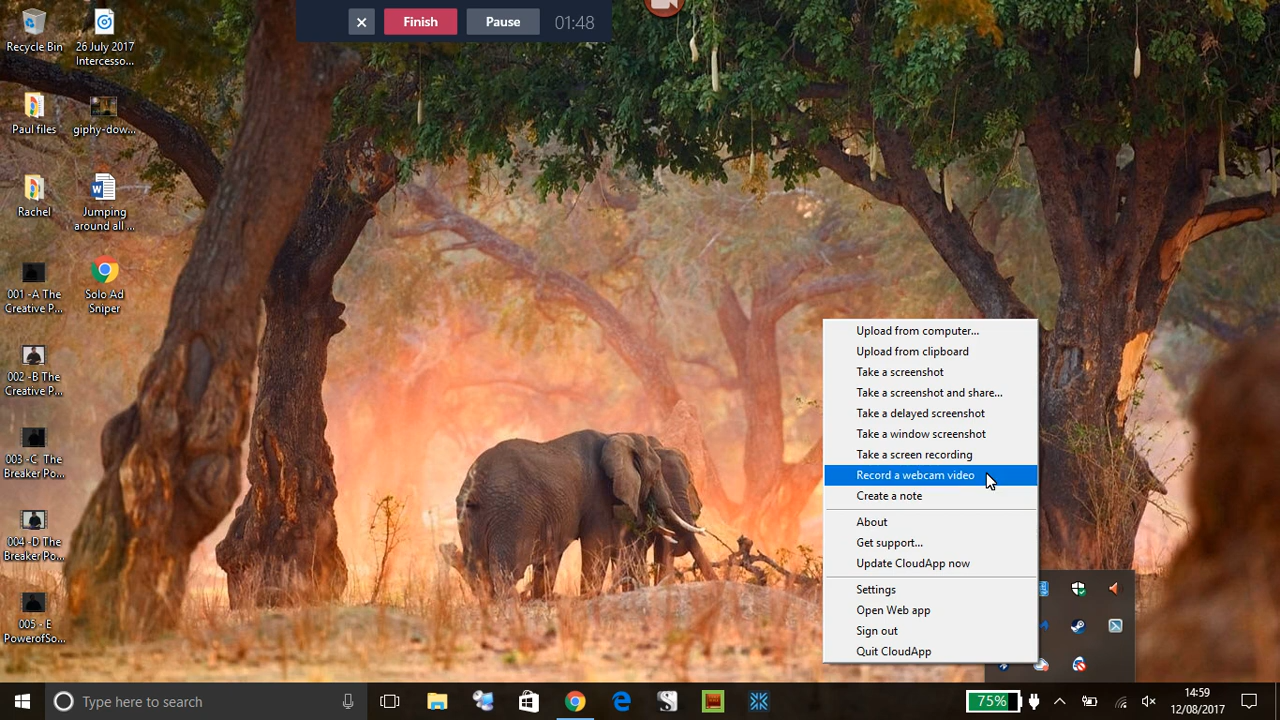 Finish
Pause
01:48
Recycle Bin
26 July 2017
Intercesso...
Paul files
giphy-dow...
Rachel
Jumping
around all ...
001 -A The
Creative P...
Solo Ad
Sniper
002 -B The
Creative P...
003 -C The
Breaker Po...
004 -D The
Breaker Po...
005 - E
PowerofSo...
Upload from computer...
Upload from clipboard
Take a screenshot
Take a screenshot and share...
Take a delayed screenshot
Take a window screenshot
Take a screen recording
Record a webcam video
Create a note
About
Get support...
Update CloudApp now
Settings
Open Web app
Sign out
Quit CloudApp
Type here to search
75%
14:59
12/08/2017